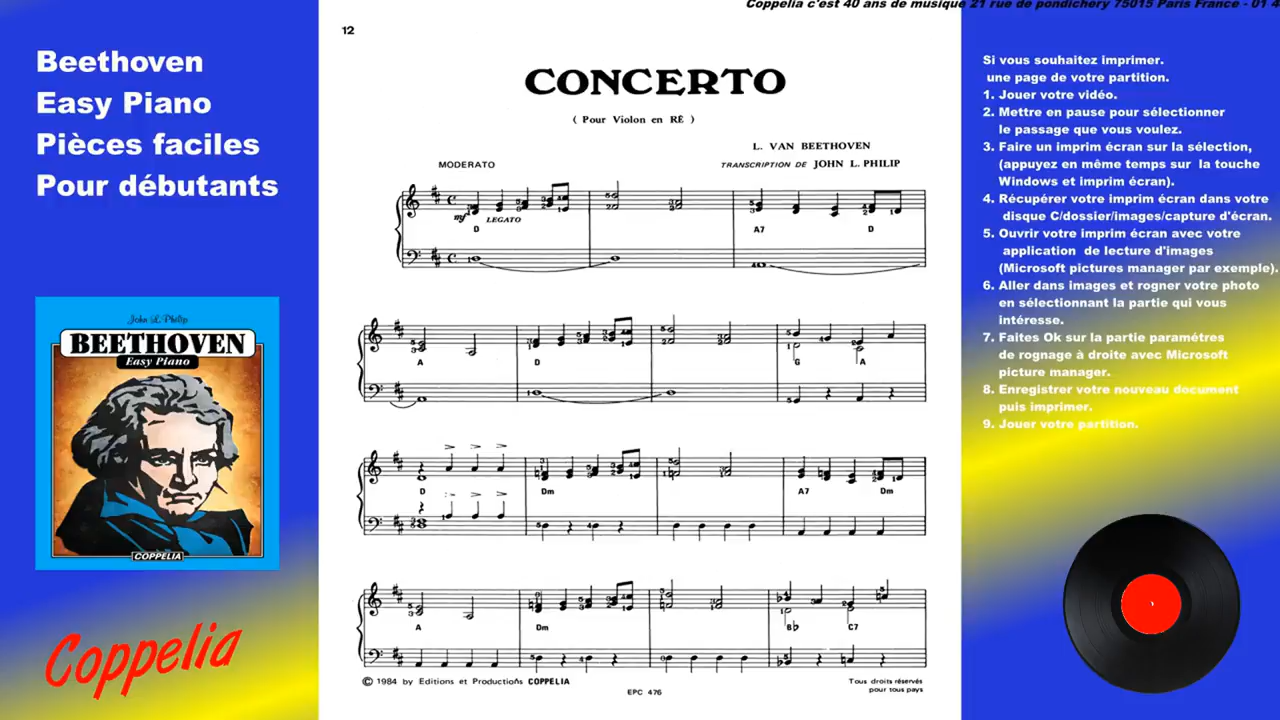 Coppelia c'est 40 ans de musique 21 rue de pondichéry 75015 Paris France - 01 4
Beethoven
Easy Piano
Pièces faciles
Pour débutants
John L. Philip
BEETHOVEN
Easy Piano
COPPELIA
Coppelia
12
CONCERTO
( Pour Violon en RÉ )
L. VAN BEETHOVEN
MODERATO
TRANSCRIPTION DE JOHN L. PHILIP
mf LEGATO
D A7 D
A D G A
D Dm A7 Dm
A Dm B♭ C7
© 1984 by Editions et Productions COPPELIA
Tous droits réservés
pour tous pays
EPC 476
Si vous souhaitez imprimer.
une page de votre partition.
1. Jouer votre vidéo.
2. Mettre en pause pour sélectionner
le passage que vous voulez.
3. Faire un imprim écran sur la sélection,
(appuyez en même temps sur la touche
Windows et imprim écran).
4. Récupérer votre imprim écran dans votre
disque C/dossier/images/capture d'écran.
5. Ouvrir votre imprim écran avec votre
application de lecture d'images
(Microsoft pictures manager par exemple).
6. Aller dans images et rogner votre photo
en sélectionnant la partie qui vous
intéresse.
7. Faites Ok sur la partie paramétres
de rognage à droite avec Microsoft
picture manager.
8. Enregistrer votre nouveau document
puis imprimer.
9. Jouer votre partition.